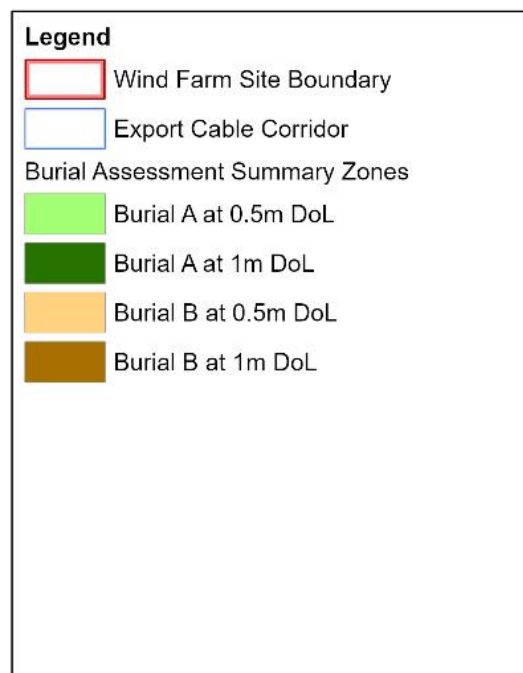 Legend
Wind Farm Site Boundary
Export Cable Corridor
Burial Assessment Summary Zones
Burial A at 0.5m DoL
Burial A at 1m DoL
Burial B at 0.5m DoL
Burial B at 1m DoL